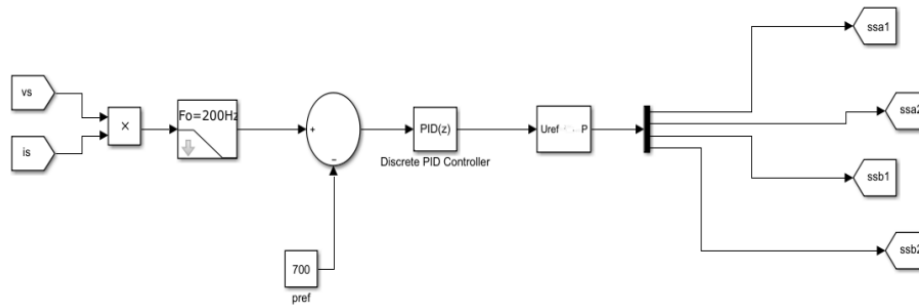 ssa1
vs
Fo=200Hz
ssa2
×
+
PID(z)
Uref
P
is
−
Discrete PID Controller
ssb1
ssb2
700
pref